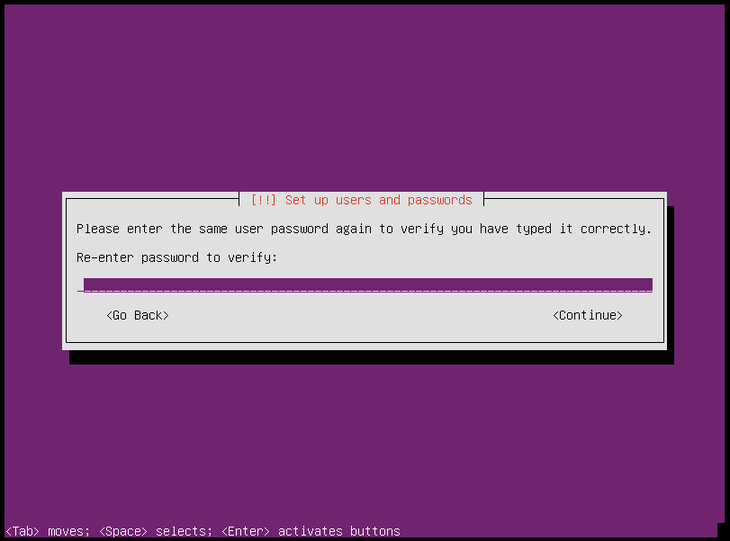 [!!] Set up users and passwords
Please enter the same user password again to verify you have typed it correctly.
Re-enter password to verify:
<Go Back> <Continue>
<Tab> moves; <Space> selects; <Enter> activates buttons